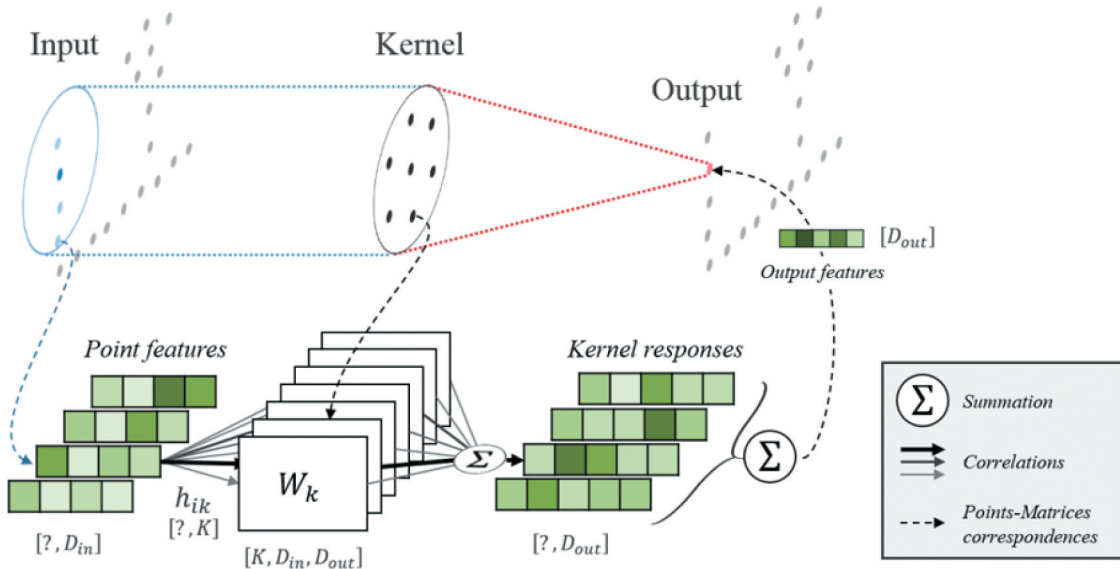 Input
Kernel
Output
[D_out]
Output features
Point features
Kernel responses
Σ
Summation
Σ
Σ
Correlations
W_k
h_ik
[?, K]
Points-Matrices
correspondences
[?, D_in]
[K, D_in, D_out]
[?, D_out]